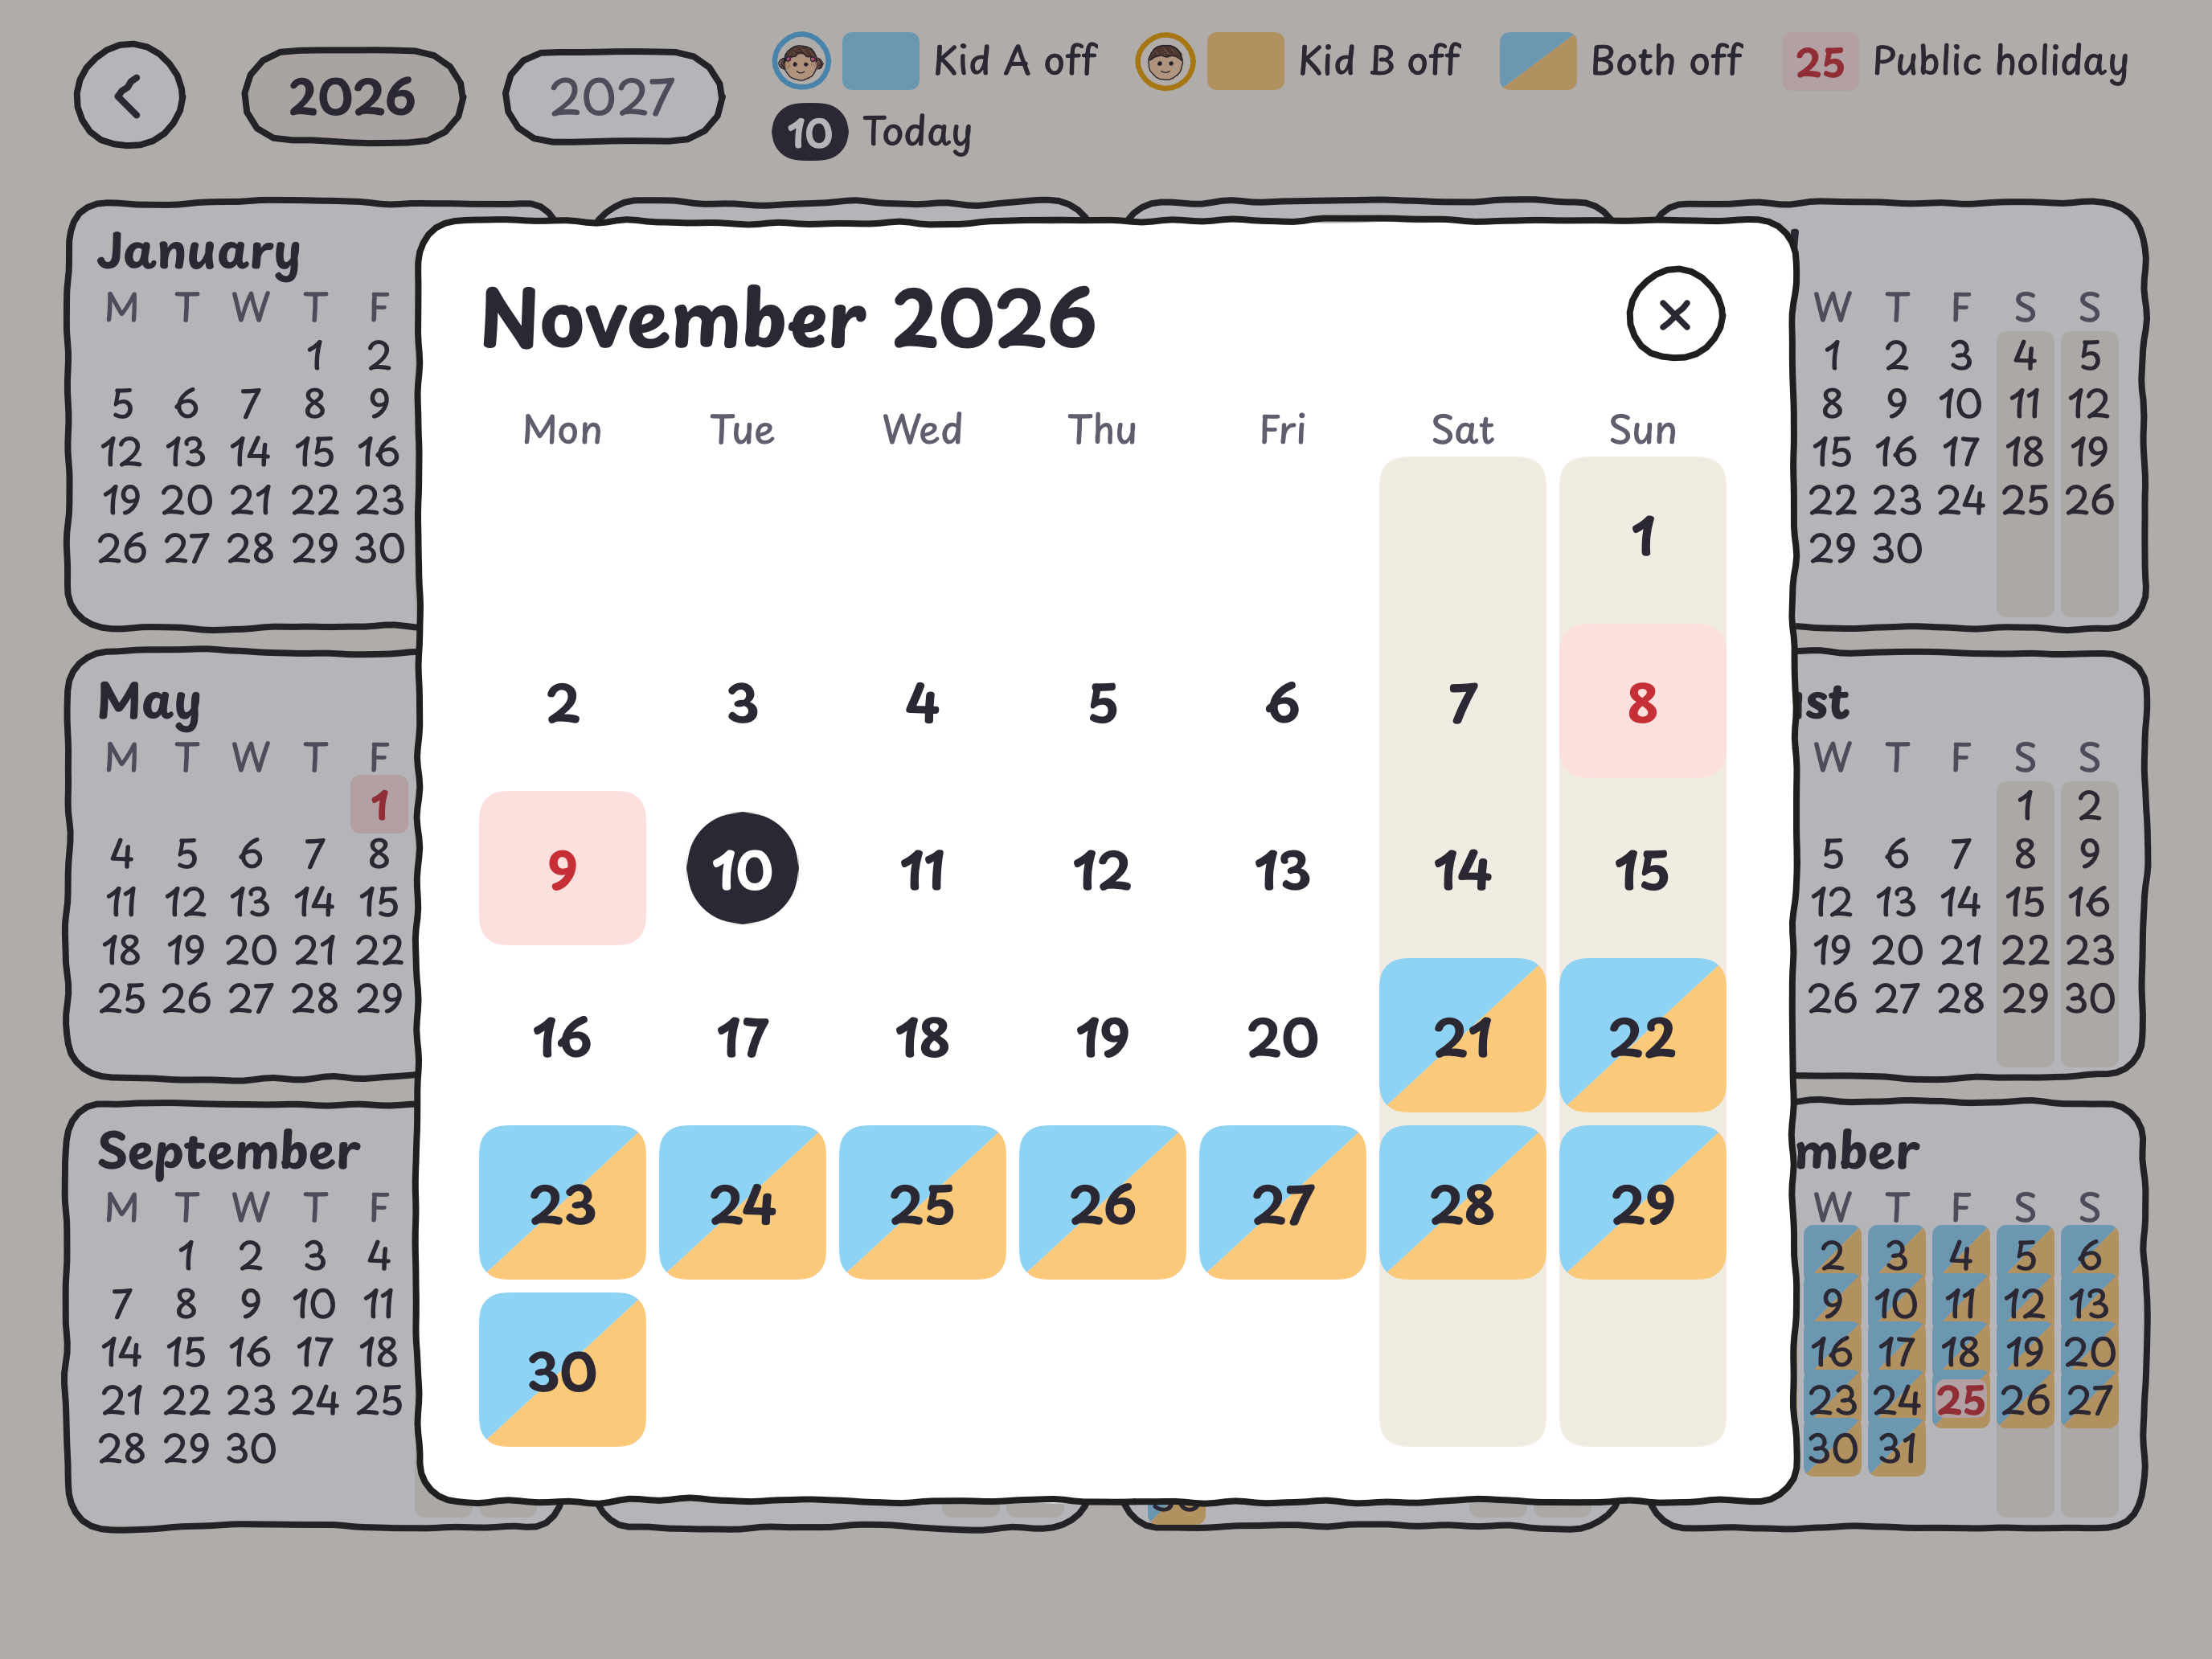 2026 2027 Kid A off Kid B off Both off 25 Public holiday
10 Today
November 2026
Mon Tue Wed Thu Fri Sat Sun
1
2 3 4 5 6 7 8
9 10 11 12 13 14 15
16 17 18 19 20 21 22
23 24 25 26 27 28 29
30
January
M T W T F
1 2
5 6 7 8 9
12 13 14 15 16
19 20 21 22 23
26 27 28 29 30
W T F S S
1 2 3 4 5
8 9 10 11 12
15 16 17 18 19
22 23 24 25 26
29 30
May
M T W T F
1
4 5 6 7 8
11 12 13 14 15
18 19 20 21 22
25 26 27 28 29
st
W T F S S
1 2
5 6 7 8 9
12 13 14 15 16
19 20 21 22 23
26 27 28 29 30
September
M T W T F
1 2 3 4
7 8 9 10 11
14 15 16 17 18
21 22 23 24 25
28 29 30
mber
W T F S S
2 3 4 5 6
9 10 11 12 13
16 17 18 19 20
23 24 25 26 27
30 31